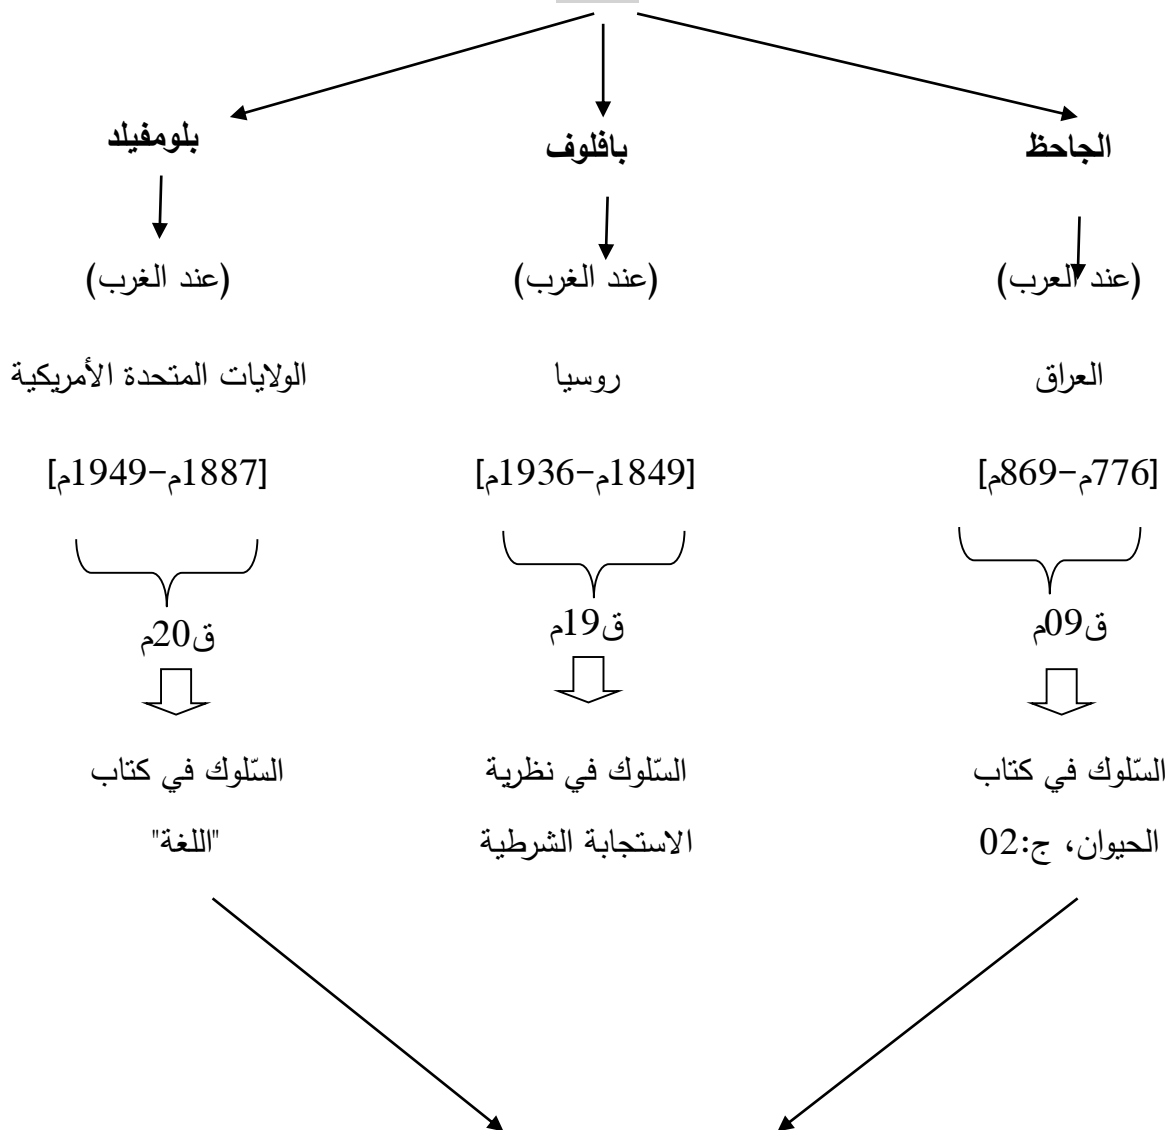 الجاحظ
بافلوف
بلومفيلد
(عند العرب)
(عند الغرب)
(عند الغرب)
العراق
روسيا
الولايات المتحدة الأمريكية
[776م-869م]
[1849م-1936م]
[1887م-1949م]
ق09م
ق19م
ق20م
السّلوك في كتاب
الحيوان، ج:02
السّلوك في نظرية
الاستجابة الشرطية
السّلوك في كتاب
"اللغة"